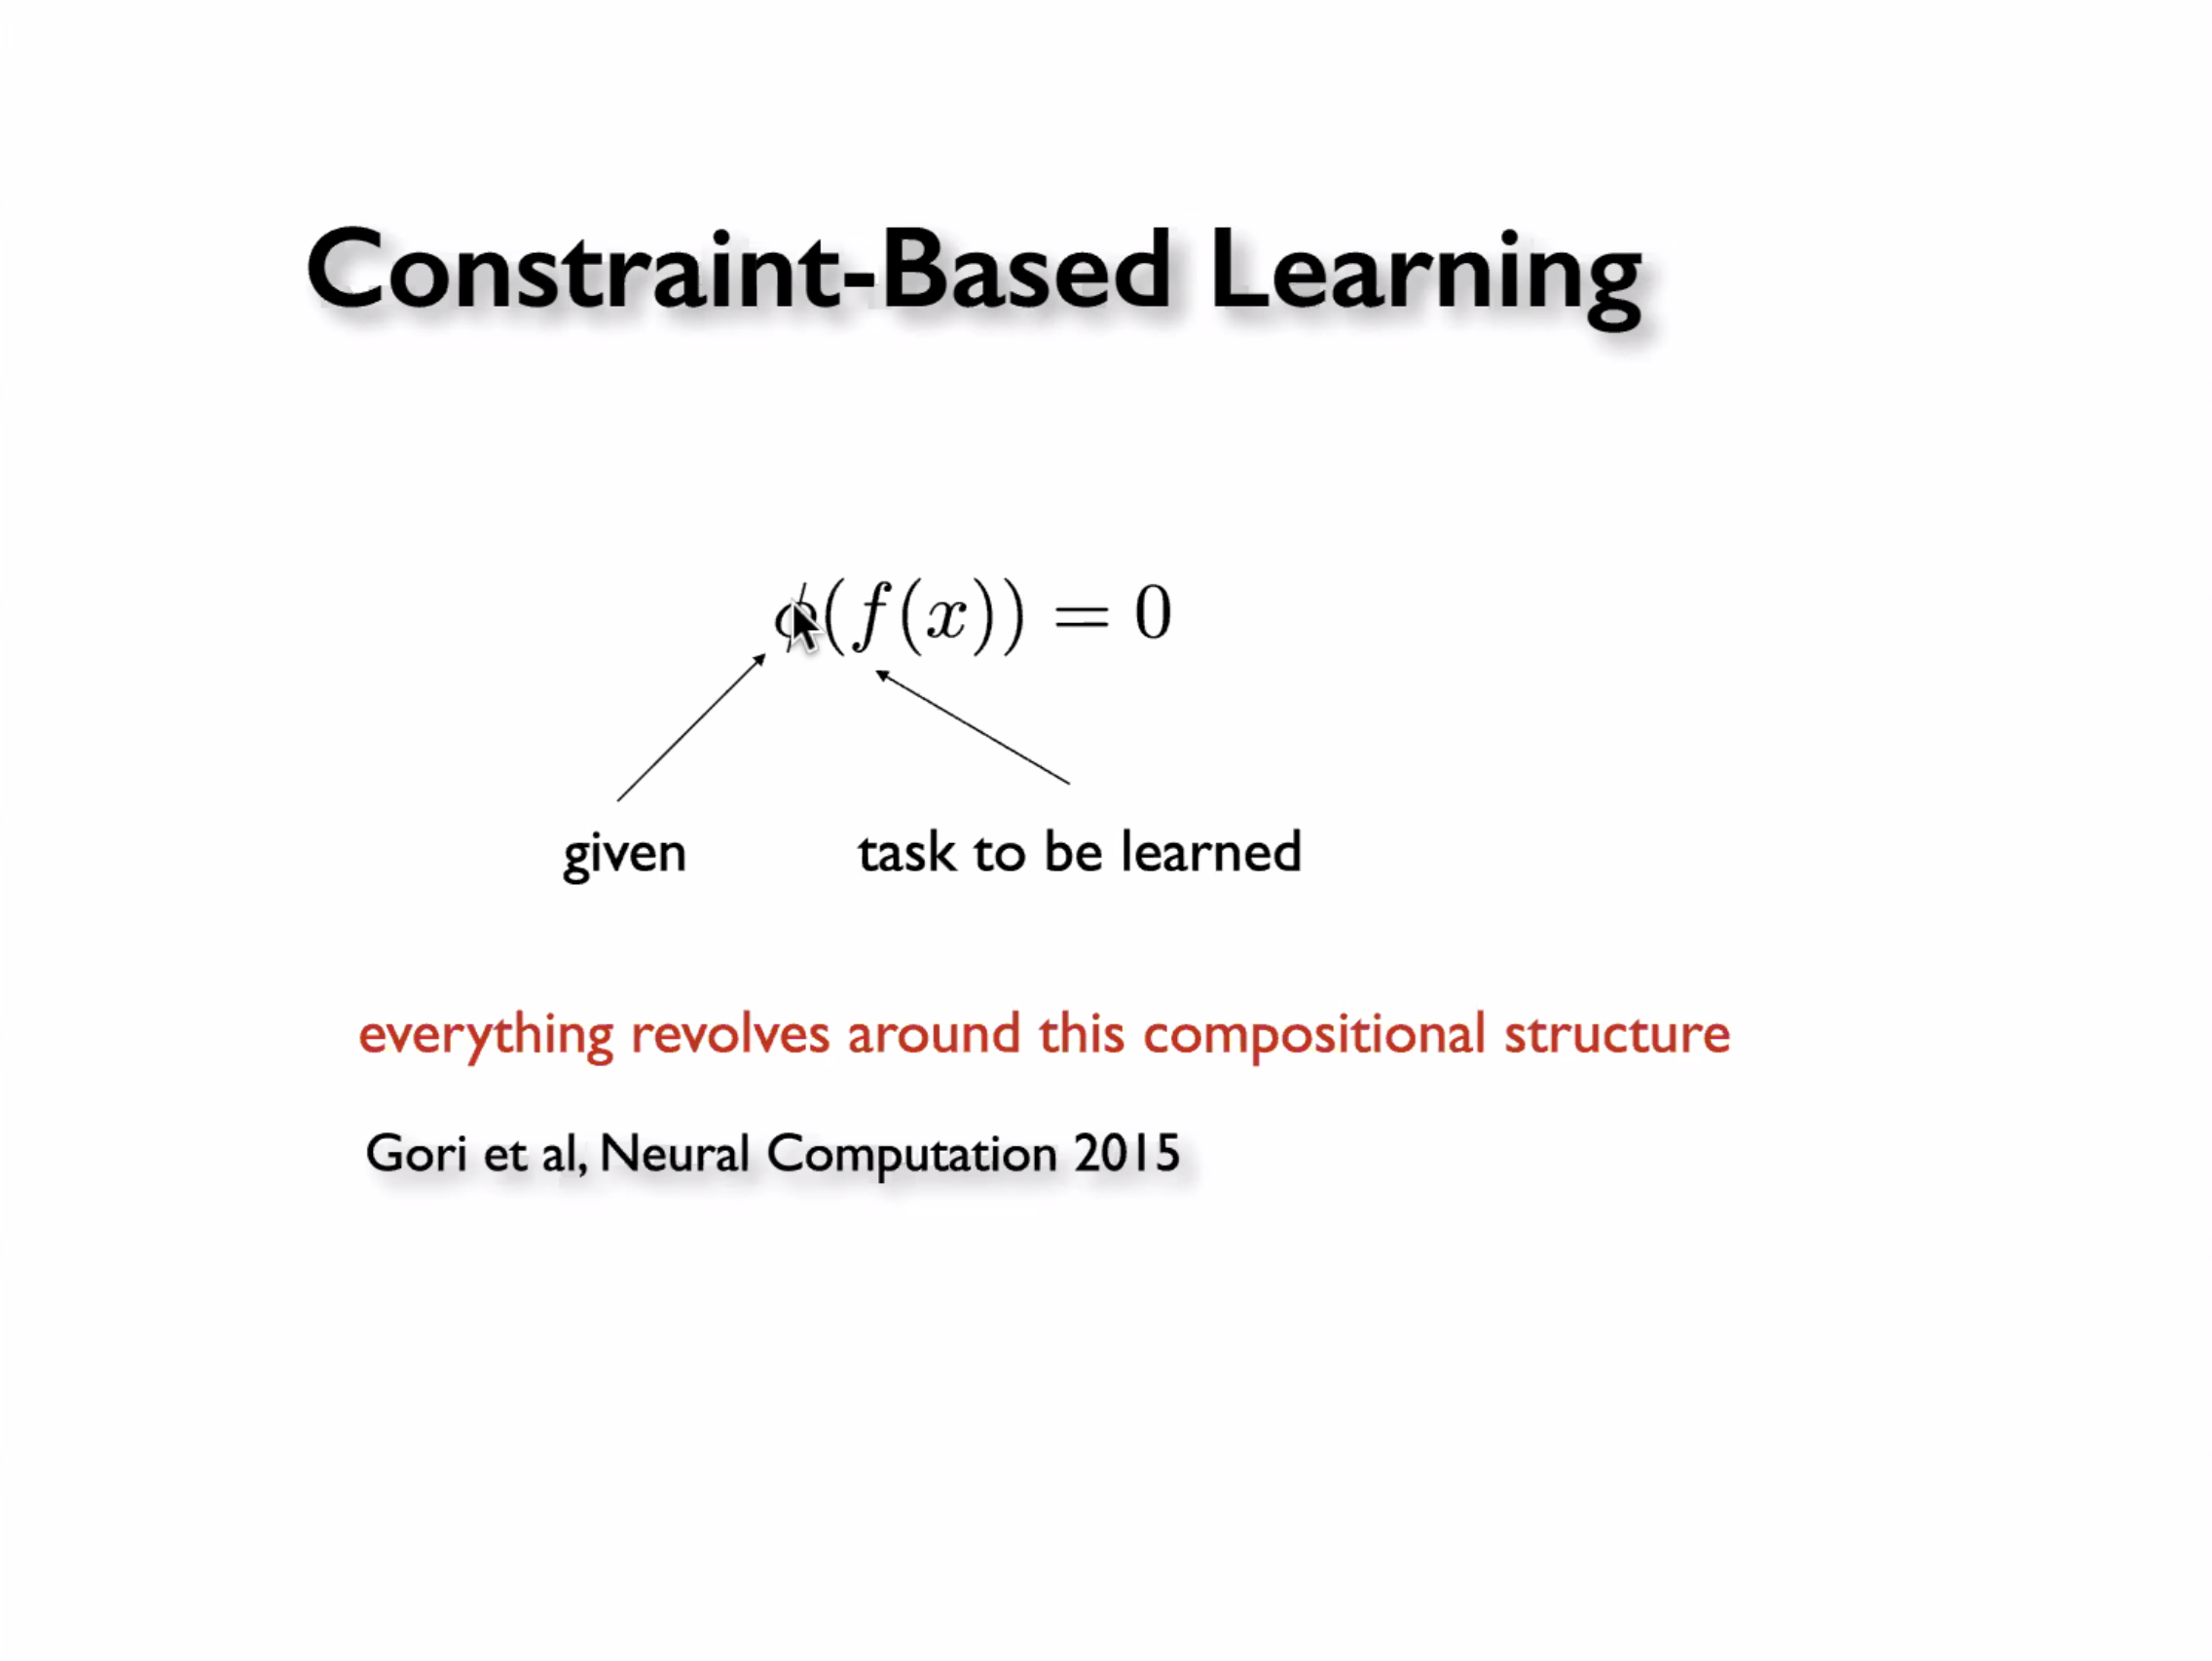 Constraint-Based Learning
ϕ(f(x)) = 0
given
task to be learned
everything revolves around this compositional structure
Gori et al, Neural Computation 2015